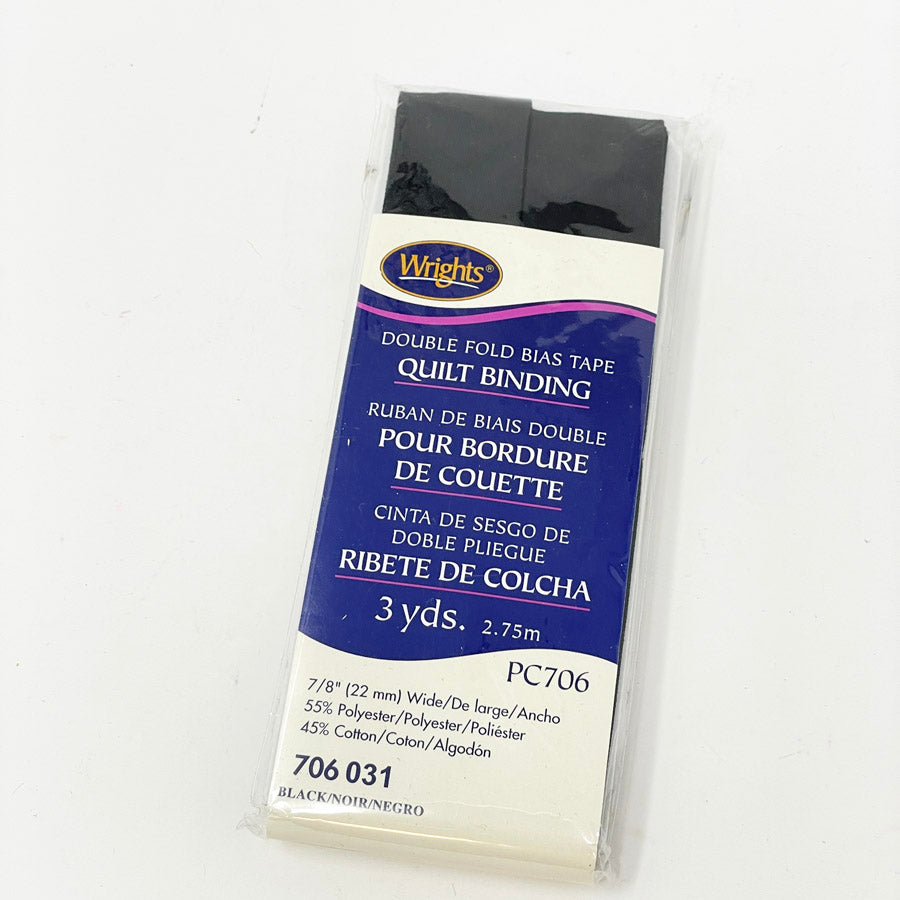 Wrights®
DOUBLE FOLD BIAS TAPE
QUILT BINDING
RUBAN DE BIAIS DOUBLE
POUR BORDURE
DE COUETTE
CINTA DE SESGO DE
DOBLE PLIEGUE
RIBETE DE COLCHA
3 yds. 2.75m
PC706
7/8" (22 mm) Wide/De large/Ancho
55% Polyester/Polyester/Poliéster
45% Cotton/Coton/Algodón
706 031
BLACK/NOIR/NEGRO